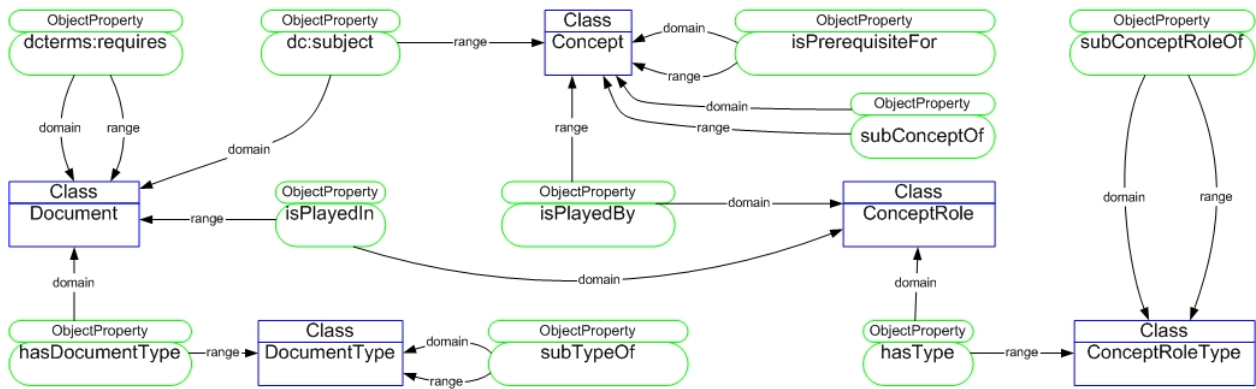 ObjectProperty
dcterms:requires
ObjectProperty
dc:subject
range
Class
Concept
domain
range
ObjectProperty
isPrerequisiteFor
ObjectProperty
subConceptRoleOf
domain
range
domain
range
domain
range
ObjectProperty
subConceptOf
domain
range
Class
Document
range
ObjectProperty
isPlayedIn
ObjectProperty
isPlayedBy
domain
Class
ConceptRole
domain
domain
domain
ObjectProperty
hasDocumentType
range
Class
DocumentType
domain
range
ObjectProperty
subTypeOf
ObjectProperty
hasType
range
Class
ConceptRoleType